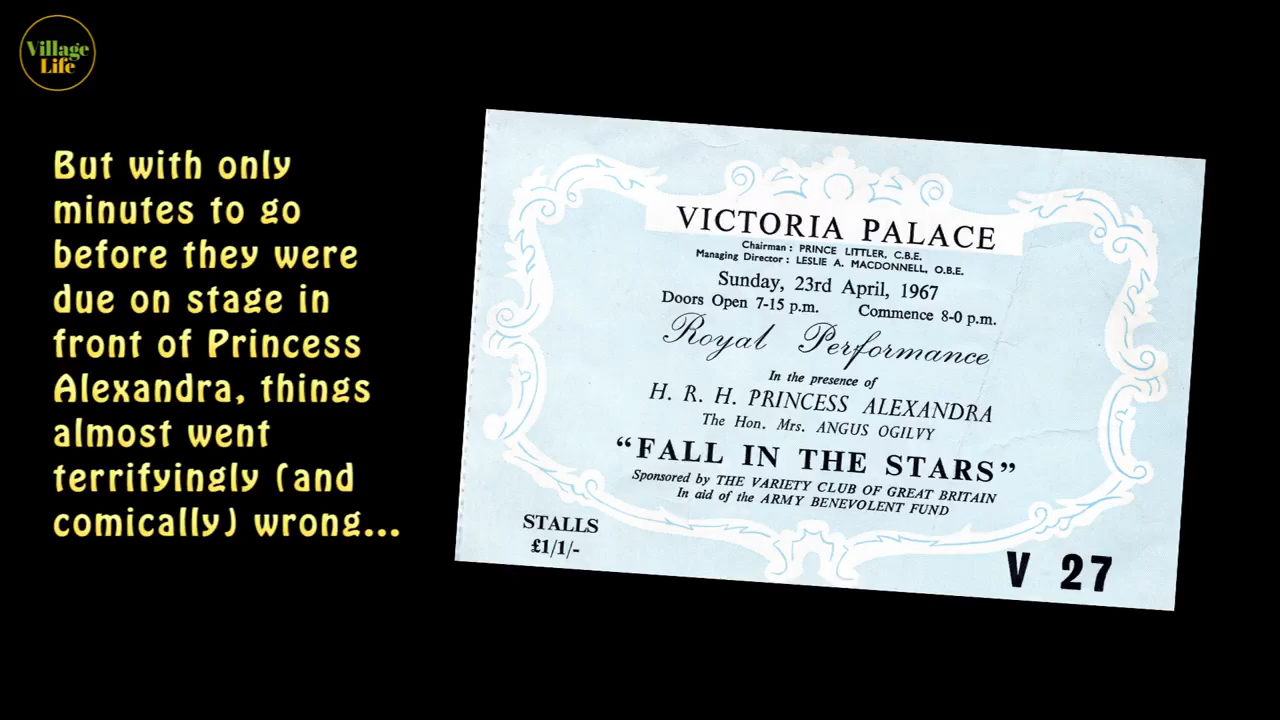 Village
Life
But with only
minutes to go
before they were
due on stage in
front of Princess
Alexandra, things
almost went
terrifyingly (and
comically) wrong...
VICTORIA PALACE
Chairman : PRINCE LITTLER, C.B.E.
Managing Director : LESLIE A. MACDONNELL, O.B.E.
Sunday, 23rd April, 1967
Doors Open 7-15 p.m. Commence 8-0 p.m.
Royal Performance
In the presence of
H. R. H. PRINCESS ALEXANDRA
The Hon. Mrs. ANGUS OGILVY
“FALL IN THE STARS”
Sponsored by THE VARIETY CLUB OF GREAT BRITAIN
In aid of the ARMY BENEVOLENT FUND
STALLS
£1/1/-
V 27